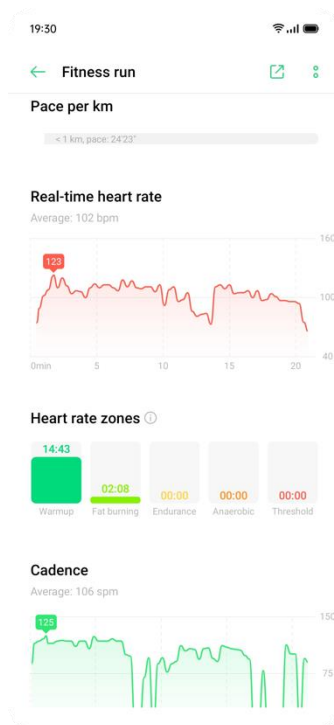 19:30
Fitness run
Pace per km
< 1 km, pace: 24'23"
Real-time heart rate
Average: 102 bpm
160
123
100
40
0min 5 10 15 20
Heart rate zones
14:43
02:08 00:00 00:00 00:00
Warmup Fat burning Endurance Anaerobic Threshold
Cadence
Average: 106 spm
150
125
75